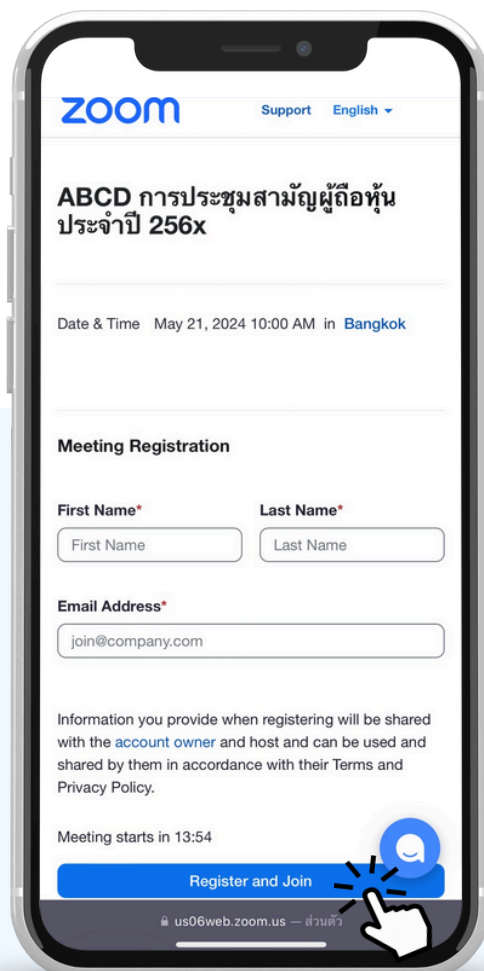 zoom Support English
ABCD การประชุมสามัญผู้ถือหุ้น
ประจำปี 256x
Date & Time May 21, 2024 10:00 AM in Bangkok
Meeting Registration
First Name* Last Name*
First Name Last Name
Email Address*
join@company.com
Information you provide when registering will be shared
with the account owner and host and can be used and
shared by them in accordance with their Terms and
Privacy Policy.
Meeting starts in 13:54
Register and Join
us06web.zoom.us — ส่วนตัว